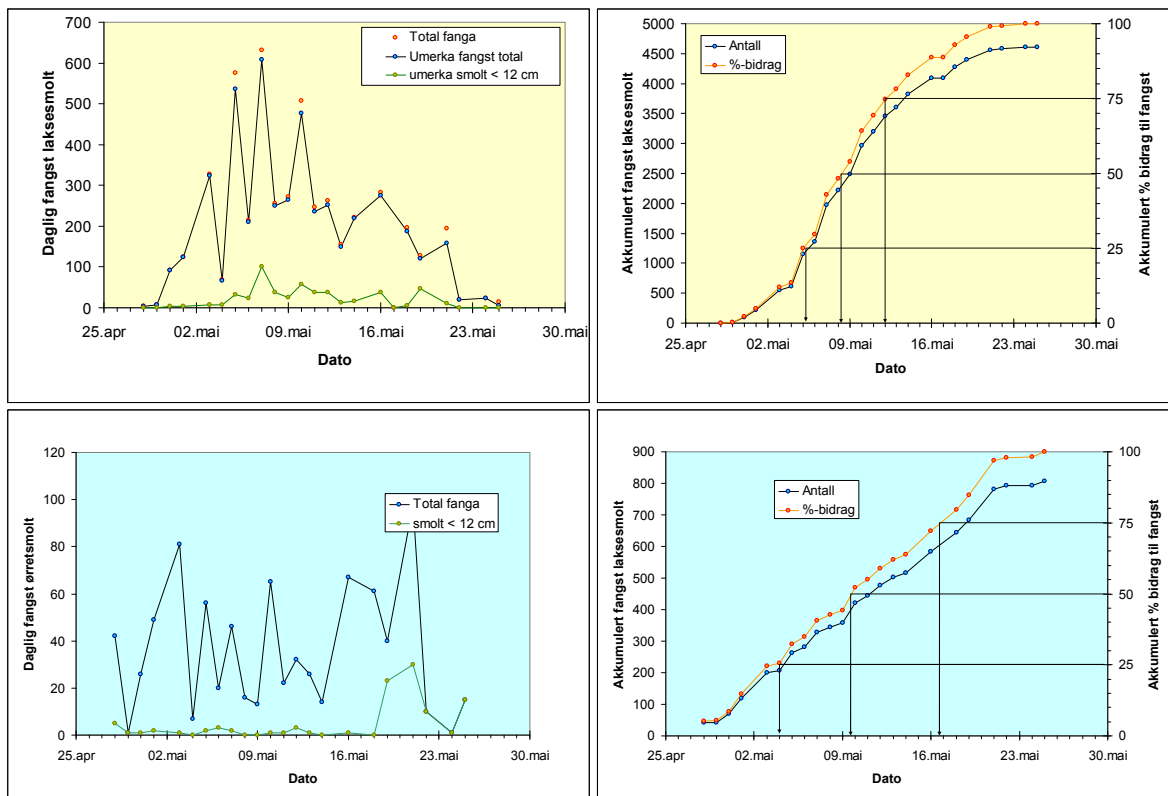 700
600
500
400
300
200
100
0
Daglig fangst laksesmolt
Total fanga
Umerka fangst total
umerka smolt < 12 cm
25.apr 02.mai 09.mai 16.mai 23.mai 30.mai
Dato
5000
4500
4000
3500
3000
2500
2000
1500
1000
500
0
Akkumulert fangst laksesmolt
Antall
%-bidrag
100
75
50
25
0
Akkumulert % bidrag til fangst
25.apr 02.mai 09.mai 16.mai 23.mai 30.mai
Dato
120
100
80
60
40
20
0
Daglig fangst ørretsmolt
Total fanga
smolt < 12 cm
25.apr 02.mai 09.mai 16.mai 23.mai 30.mai
Dato
900
800
700
600
500
400
300
200
100
0
Akkumulert fangst laksesmolt
Antall
%-bidrag
100
75
50
25
0
Akkumulert % bidrag til fangst
25.apr 02.mai 09.mai 16.mai 23.mai 30.mai
Dato